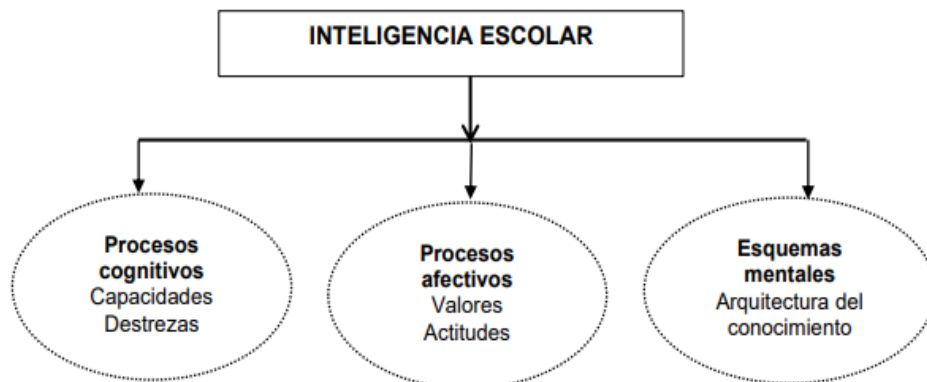 INTELIGENCIA ESCOLAR
Procesos
cognitivos
Capacidades
Destrezas
Procesos
afectivos
Valores
Actitudes
Esquemas
mentales
Arquitectura del
conocimiento